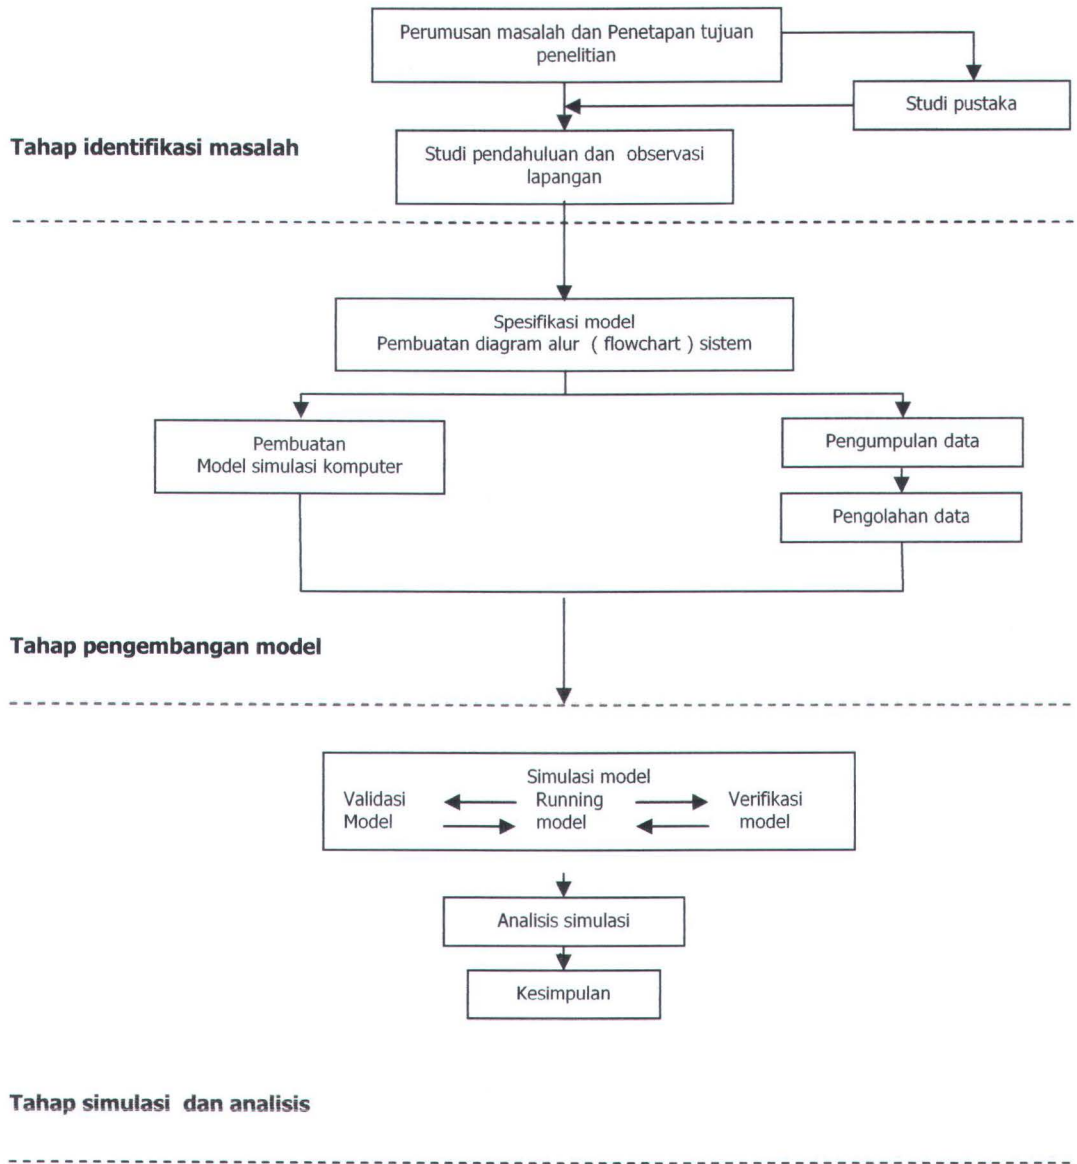 Perumusan masalah dan Penetapan tujuan
penelitian
Studi pustaka
Tahap identifikasi masalah
Studi pendahuluan dan observasi
lapangan
Spesifikasi model
Pembuatan diagram alur ( flowchart ) sistem
Pembuatan
Model simulasi komputer
Pengumpulan data
Pengolahan data
Tahap pengembangan model
Simulasi model
Validasi Running Verifikasi
Model model model
Analisis simulasi
Kesimpulan
Tahap simulasi dan analisis